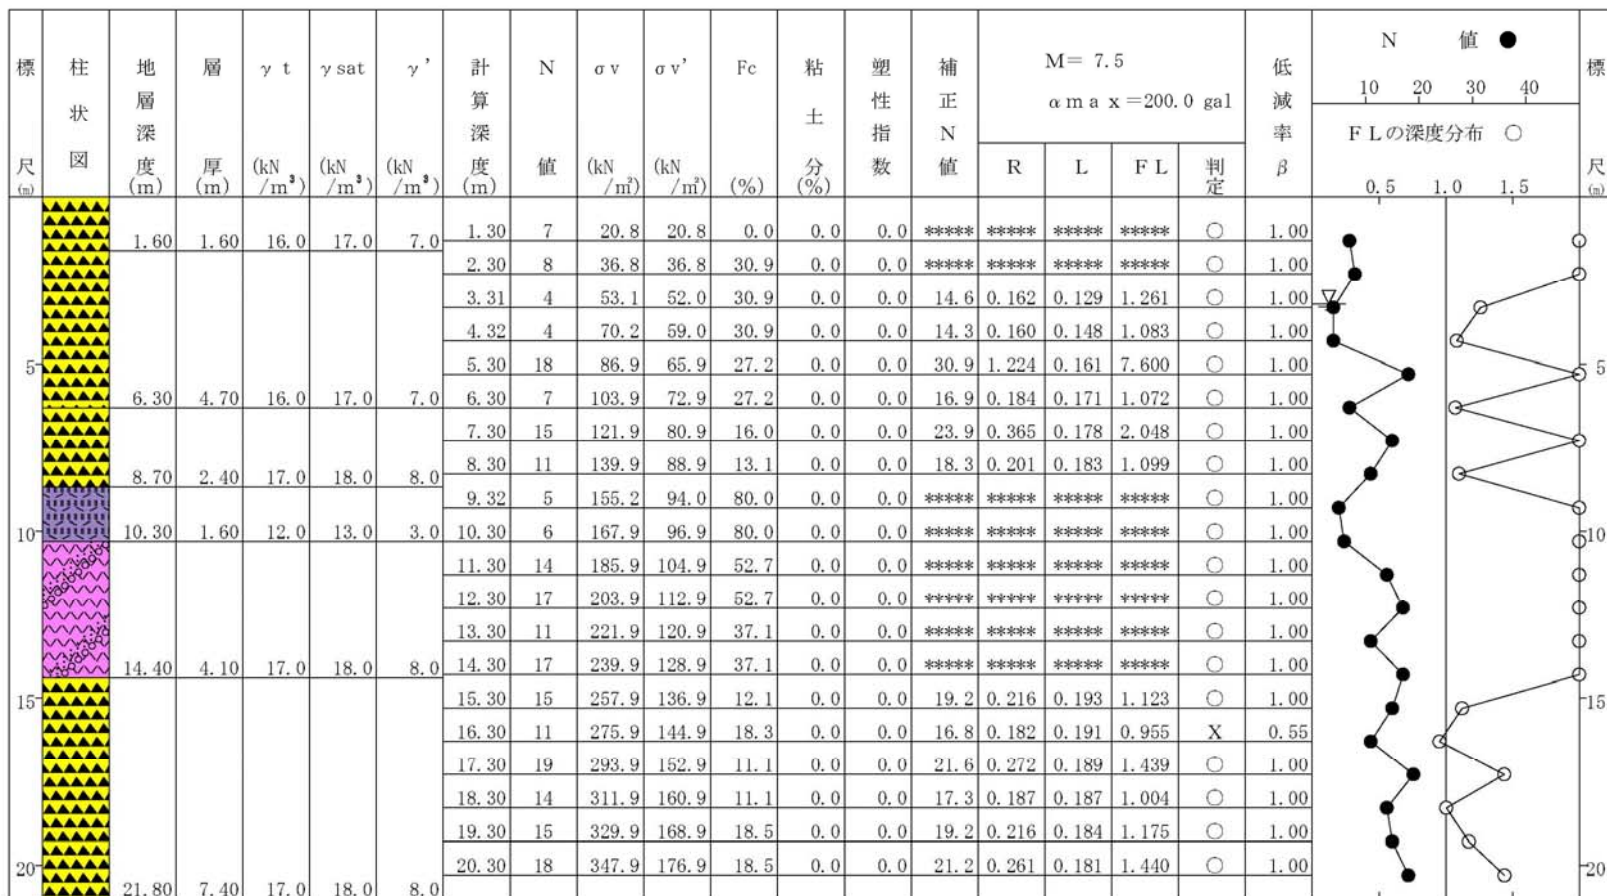 標尺(m) 柱状図 地層深度(m) 層厚(m) γt(kN/m³) γsat(kN/m³) γ'(kN/m³) 計算深度(m) N値 σv(kN/m²) σv'(kN/m²) Fc(%) 粘土分(%) 塑性指数 補正N値 M= 7.5 低減率β N値 ● 標尺(m)
αmax=200.0 gal
10 20 30 40
FLの深度分布 ○
R L FL 判定
0.5 1.0 1.5
1.30 7 20.8 20.8 0.0 0.0 0.0 ***** ***** ***** ***** ○ 1.00
1.60 1.60 16.0 17.0 7.0
2.30 8 36.8 36.8 30.9 0.0 0.0 ***** ***** ***** ***** ○ 1.00
3.31 4 53.1 52.0 30.9 0.0 0.0 14.6 0.162 0.129 1.261 ○ 1.00
4.32 4 70.2 59.0 30.9 0.0 0.0 14.3 0.160 0.148 1.083 ○ 1.00
5 5.30 18 86.9 65.9 27.2 0.0 0.0 30.9 1.224 0.161 7.600 ○ 1.00 5
6.30 4.70 16.0 17.0 7.0 6.30 7 103.9 72.9 27.2 0.0 0.0 16.9 0.184 0.171 1.072 ○ 1.00
7.30 15 121.9 80.9 16.0 0.0 0.0 23.9 0.365 0.178 2.048 ○ 1.00
8.30 11 139.9 88.9 13.1 0.0 0.0 18.3 0.201 0.183 1.099 ○ 1.00
8.70 2.40 17.0 18.0 8.0
9.32 5 155.2 94.0 80.0 0.0 0.0 ***** ***** ***** ***** ○ 1.00
10 10.30 1.60 12.0 13.0 3.0 10.30 6 167.9 96.9 80.0 0.0 0.0 ***** ***** ***** ***** ○ 1.00 10
11.30 14 185.9 104.9 52.7 0.0 0.0 ***** ***** ***** ***** ○ 1.00
12.30 17 203.9 112.9 52.7 0.0 0.0 ***** ***** ***** ***** ○ 1.00
13.30 11 221.9 120.9 37.1 0.0 0.0 ***** ***** ***** ***** ○ 1.00
14.40 4.10 17.0 18.0 8.0 14.30 17 239.9 128.9 37.1 0.0 0.0 ***** ***** ***** ***** ○ 1.00
15 15.30 15 257.9 136.9 12.1 0.0 0.0 19.2 0.216 0.193 1.123 ○ 1.00 15
16.30 11 275.9 144.9 18.3 0.0 0.0 16.8 0.182 0.191 0.955 X 0.55
17.30 19 293.9 152.9 11.1 0.0 0.0 21.6 0.272 0.189 1.439 ○ 1.00
18.30 14 311.9 160.9 11.1 0.0 0.0 17.3 0.187 0.187 1.004 ○ 1.00
19.30 15 329.9 168.9 18.5 0.0 0.0 19.2 0.216 0.184 1.175 ○ 1.00
20 20.30 18 347.9 176.9 18.5 0.0 0.0 21.2 0.261 0.181 1.440 ○ 1.00 20
21.80 7.40 17.0 18.0 8.0